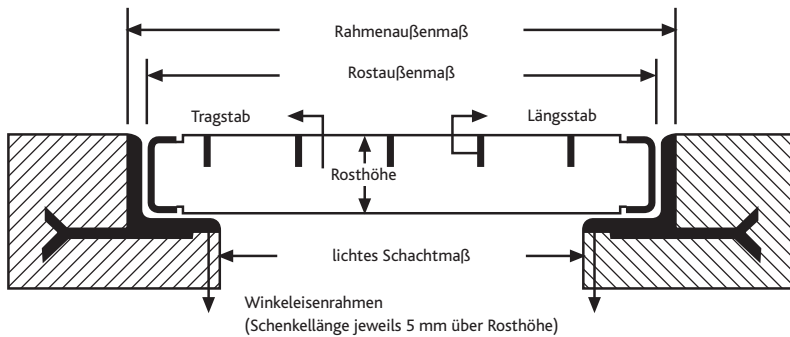 Rahmenaußenmaß
Rostaußenmaß
Tragstab
Längsstab
Rosthöhe
lichtes Schachtmaß
Winkeleisenrahmen
(Schenkellänge jeweils 5 mm über Rosthöhe)